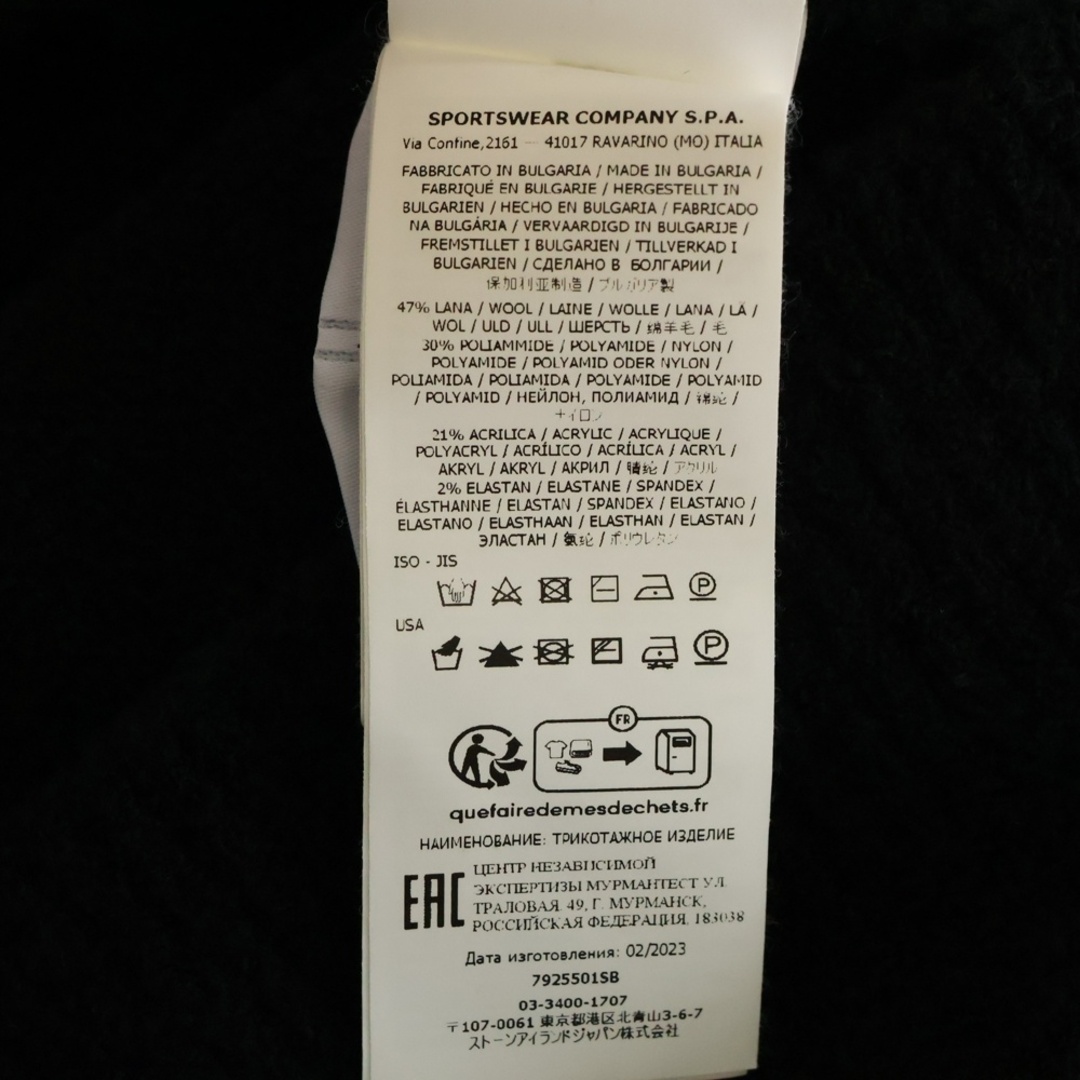 SPORTSWEAR COMPANY S.P.A.
Via Confine,2161 — 41017 RAVARINO (MO) ITALIA
FABBRICATO IN BULGARIA / MADE IN BULGARIA /
FABRIQUÉ EN BULGARIE / HERGESTELLT IN
BULGARIEN / HECHO EN BULGARIA / FABRICADO
NA BULGÁRIA / VERVAARDIGD IN BULGARIJE /
FREMSTILLET I BULGARIEN / TILLVERKAD I
BULGARIEN / СДЕЛАНО В БОЛГАРИИ /
保加利亚制造 / ブルガリア製
47% LANA / WOOL / LAINE / WOLLE / LANA / LÃ /
WOL / ULD / ULL / ШЕРСТЬ / 绵羊毛 / 毛
30% POLIAMMIDE / POLYAMIDE / NYLON /
POLYAMIDE / POLYAMID ODER NYLON /
POLIAMIDA / POLIAMIDA / POLYAMIDE / POLYAMID
/ POLYAMID / НЕЙЛОН, ПОЛИАМИД / 锦纶 /
ナイロン
21% ACRILICA / ACRYLIC / ACRYLIQUE /
POLYACRYL / ACRÍLICO / ACRÍLICA / ACRYL /
AKRYL / AKRYL / АКРИЛ / 腈纶 / アクリル
2% ELASTAN / ELASTANE / SPANDEX /
ÉLASTHANNE / ELASTAN / SPANDEX / ELASTANO /
ELASTANO / ELASTHAAN / ELASTHAN / ELASTAN /
ЭЛАСТАН / 氨纶 / ポリウレタン
ISO - JIS
P
USA
P
FR
quefairedemesdechets.fr
НАИМЕНОВАНИЕ: ТРИКОТАЖНОЕ ИЗДЕЛИЕ
EAC
ЦЕНТР НЕЗАВИСИМОЙ
ЭКСПЕРТИЗЫ МУРМАНТЕСТ УЛ.
ТРАЛОВАЯ, 49, Г. МУРМАНСК,
РОССИЙСКАЯ ФЕДЕРАЦИЯ, 183038
Дата изготовления: 02/2023
7925501SB
03-3400-1707
〒107-0061 東京都港区北青山3-6-7
ストーンアイランドジャパン株式会社